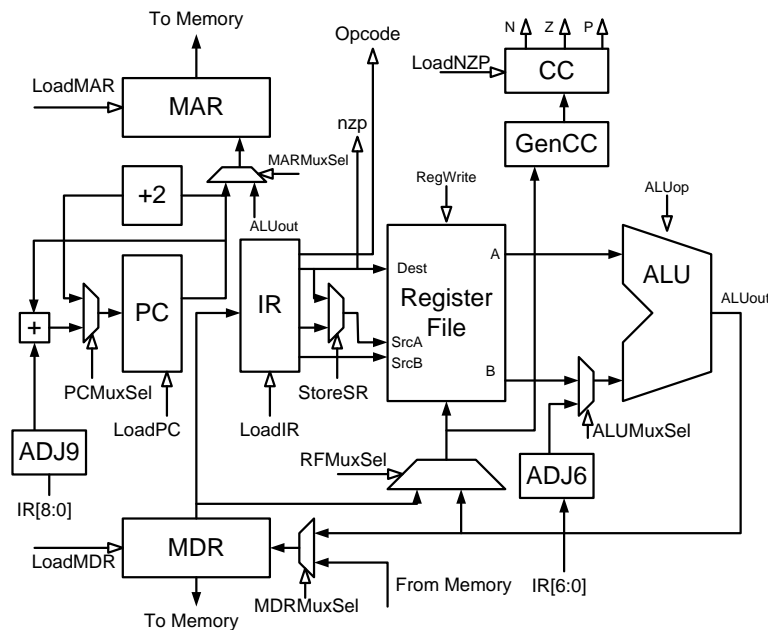 To Memory
N
Z
P
Opcode
LoadNZP
CC
LoadMAR
MAR
nzp
GenCC
MARMuxSel
RegWrite
ALUop
+2
ALUout
A
Dest
ALU
PC
IR
Register
File
ALUout
+
SrcA
SrcB
B
PCMuxSel
StoreSR
LoadPC
LoadIR
ALUMuxSel
ADJ9
RFMuxSel
ADJ6
IR[8:0]
MDR
LoadMDR
From Memory
IR[6:0]
MDRMuxSel
To Memory